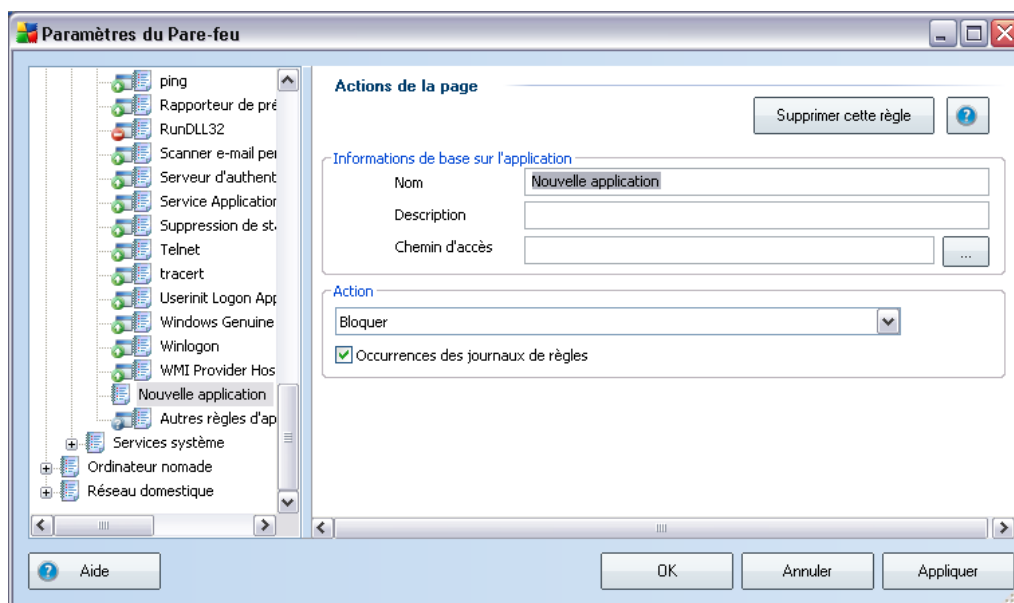 Paramètres du Pare-feu
ping
Rapporteur de pré
RunDLL32
Scanner e-mail per
Serveur d'authent
Service Application
Suppression de sta
Telnet
tracert
Userinit Logon App
Windows Genuine
Winlogon
WMI Provider Hos
Nouvelle application
Autres règles d'ap
Services système
Ordinateur nomade
Réseau domestique
Actions de la page
Supprimer cette règle
Informations de base sur l'application
Nom
Nouvelle application
Description
Chemin d'accès
...
Action
Bloquer
Occurrences des journaux de règles
Aide
OK
Annuler
Appliquer